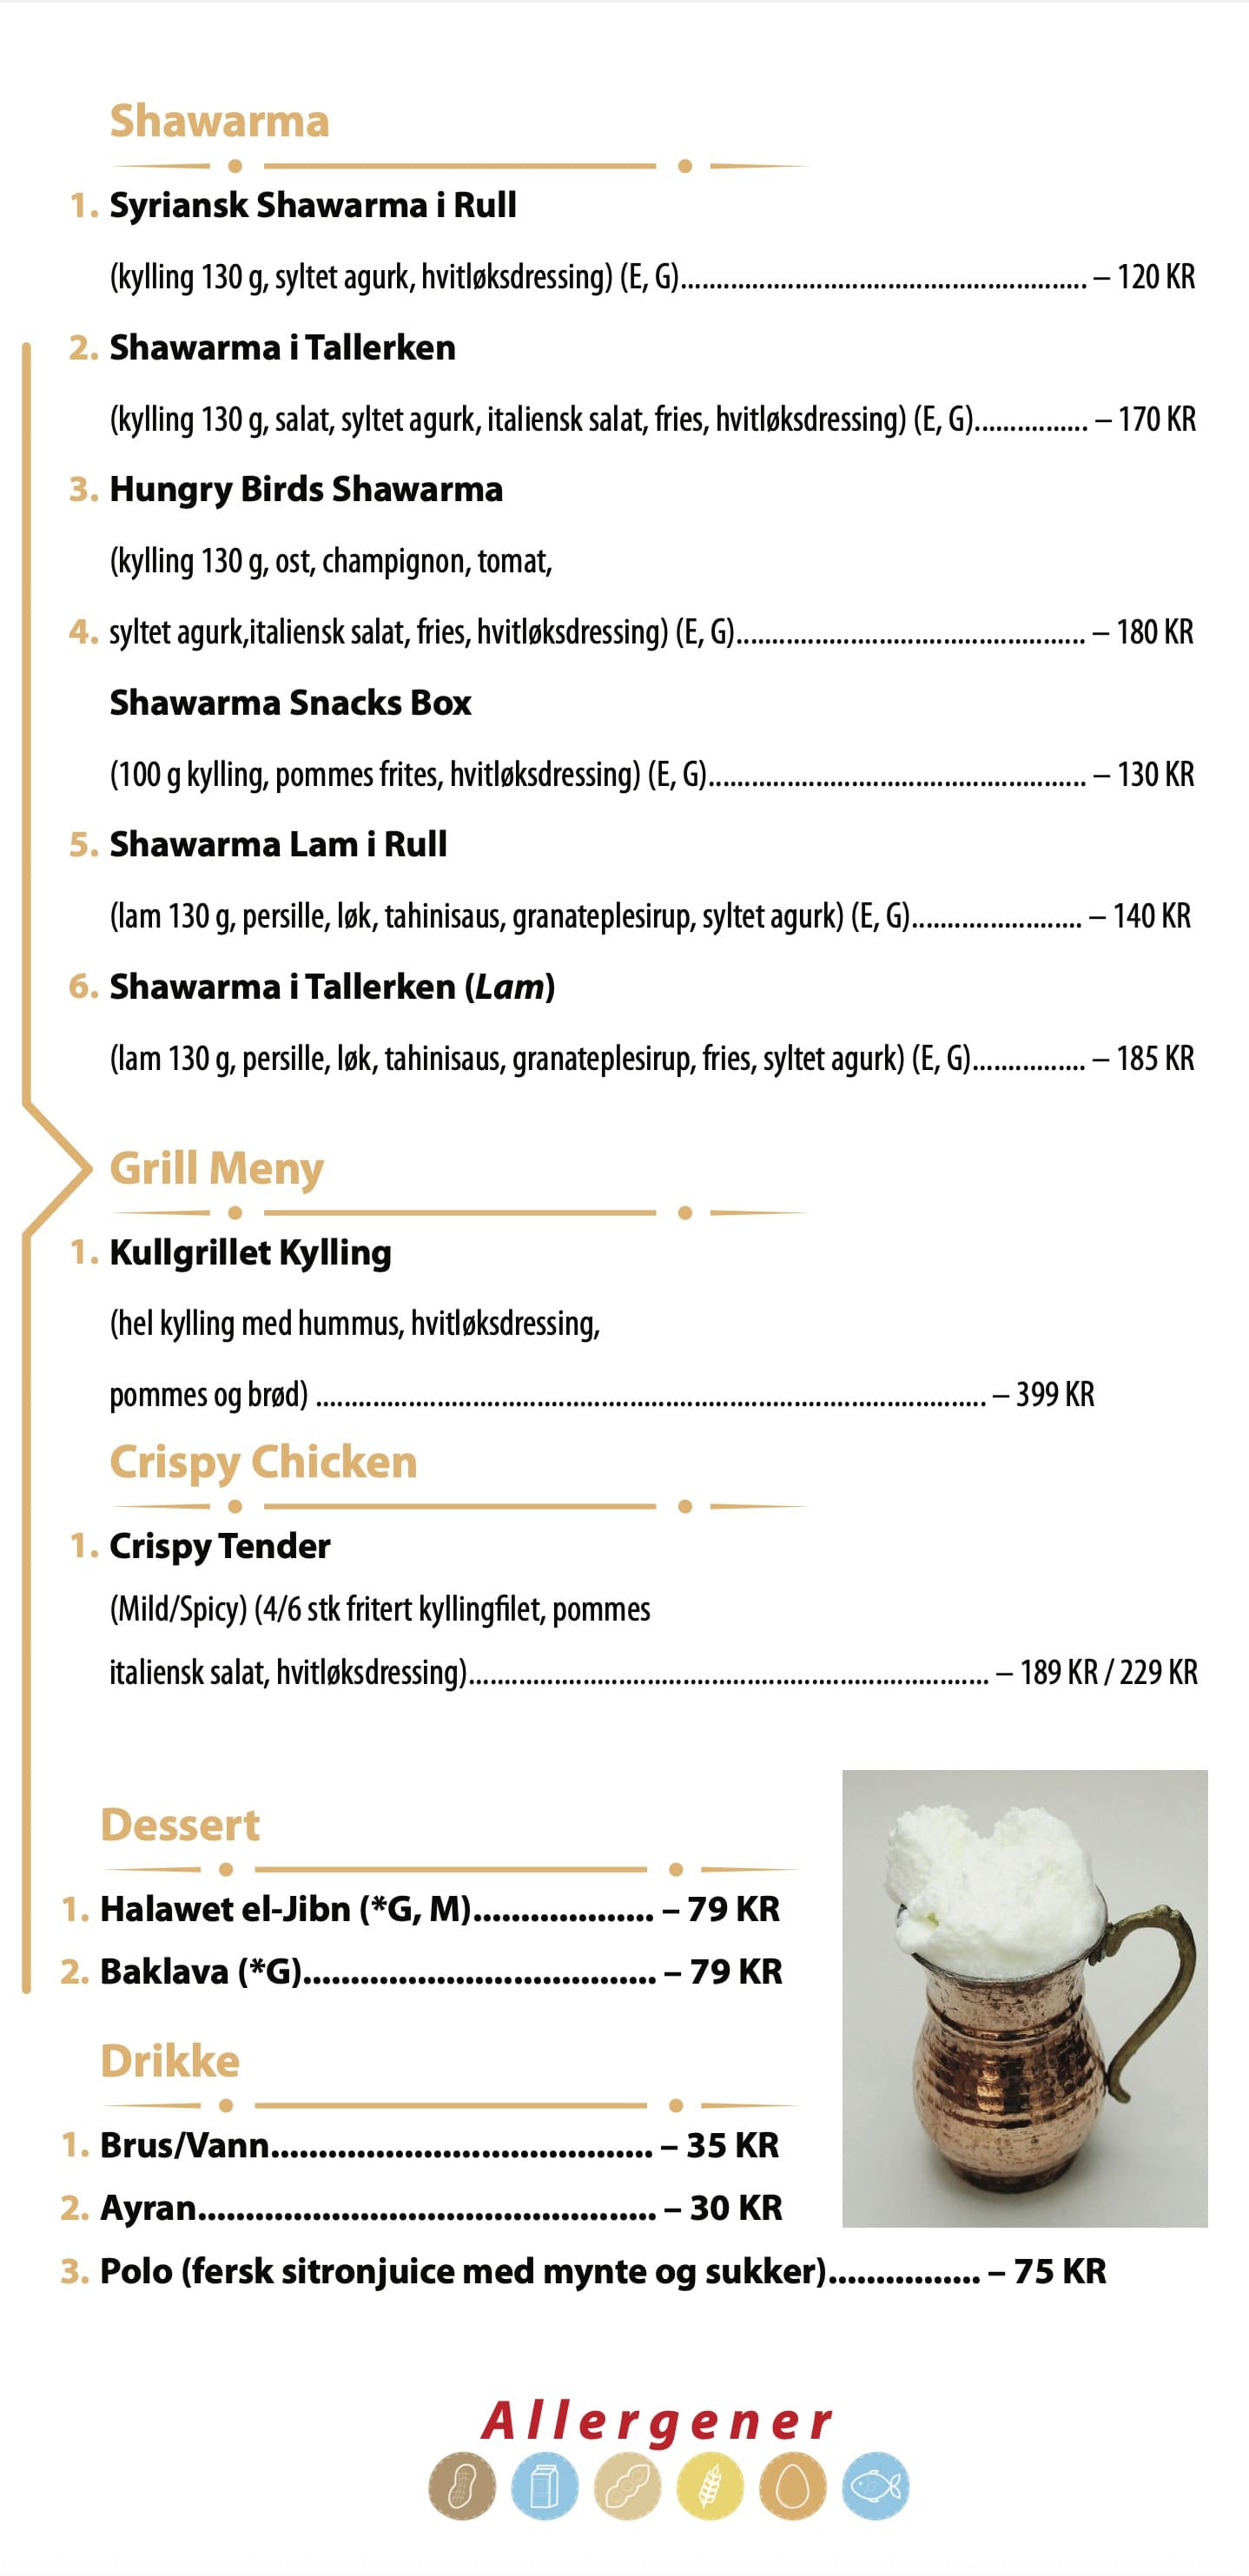 Shawarma
1. Syriansk Shawarma i Rull
(kylling 130 g, syltet agurk, hvitløksdressing) (E, G)......................................................... – 120 KR
2. Shawarma i Tallerken
(kylling 130 g, salat, syltet agurk, italiensk salat, fries, hvitløksdressing) (E, G)................ – 170 KR
3. Hungry Birds Shawarma
(kylling 130 g, ost, champignon, tomat,
4. syltet agurk,italiensk salat, fries, hvitløksdressing) (E, G)................................................. – 180 KR
Shawarma Snacks Box
(100 g kylling, pommes frites, hvitløksdressing) (E, G)..................................................... – 130 KR
5. Shawarma Lam i Rull
(lam 130 g, persille, løk, tahinisaus, granateplesirup, syltet agurk) (E, G)........................ – 140 KR
6. Shawarma i Tallerken (Lam)
(lam 130 g, persille, løk, tahinisaus, granateplesirup, fries, syltet agurk) (E, G)................ – 185 KR
Grill Meny
1. Kullgrillet Kylling
(hel kylling med hummus, hvitløksdressing,
pommes og brød) .............................................................................................. – 399 KR
Crispy Chicken
1. Crispy Tender
(Mild/Spicy) (4/6 stk fritert kyllingfilet, pommes
italiensk salat, hvitløksdressing)......................................................................... – 189 KR / 229 KR
Dessert
1. Halawet el-Jibn (*G, M)................... – 79 KR
2. Baklava (*G)..................................... – 79 KR
Drikke
1. Brus/Vann........................................ – 35 KR
2. Ayran................................................ – 30 KR
3. Polo (fersk sitronjuice med mynte og sukker)................ – 75 KR
Allergener